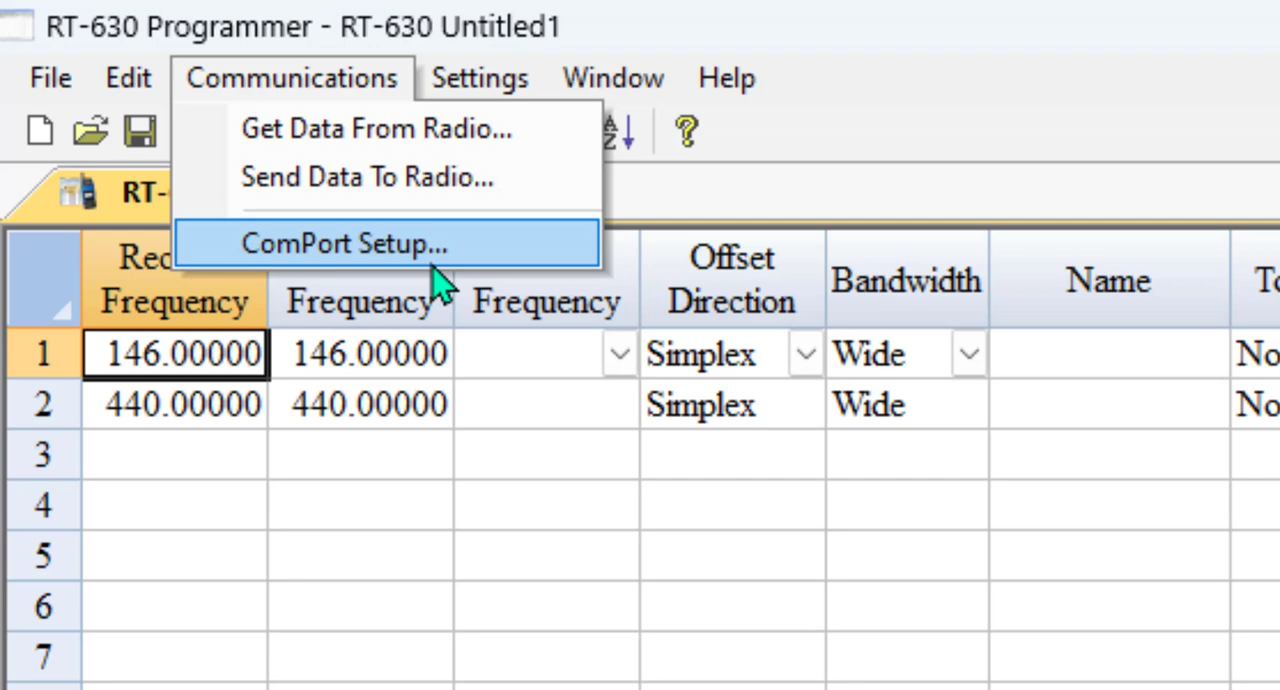 RT-630 Programmer - RT-630 Untitled1
File Edit Communications Settings Window Help
Get Data From Radio...
Send Data To Radio...
ComPort Setup...
Frequency Frequency Frequency Offset Direction Bandwidth Name
1 146.00000 146.00000 Simplex Wide
2 440.00000 440.00000 Simplex Wide
3
4
5
6
7